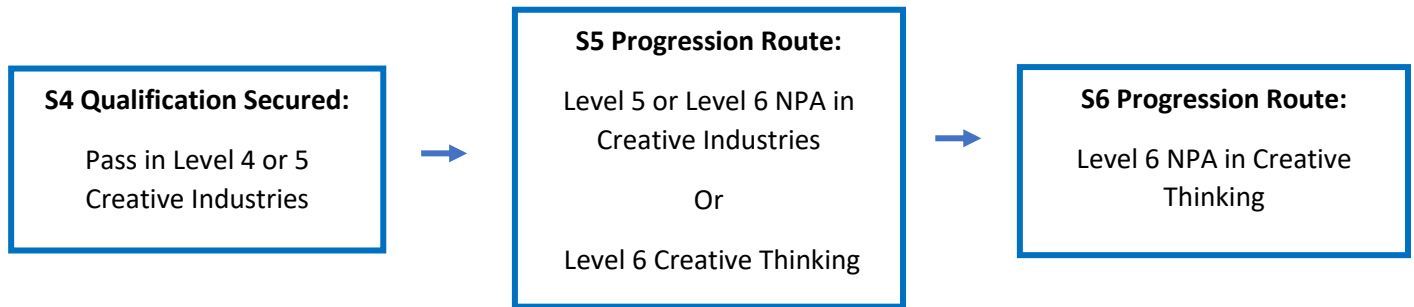 S4 Qualification Secured:
Pass in Level 4 or 5
Creative Industries
S5 Progression Route:
Level 5 or Level 6 NPA in
Creative Industries
Or
Level 6 Creative Thinking
S6 Progression Route:
Level 6 NPA in Creative
Thinking